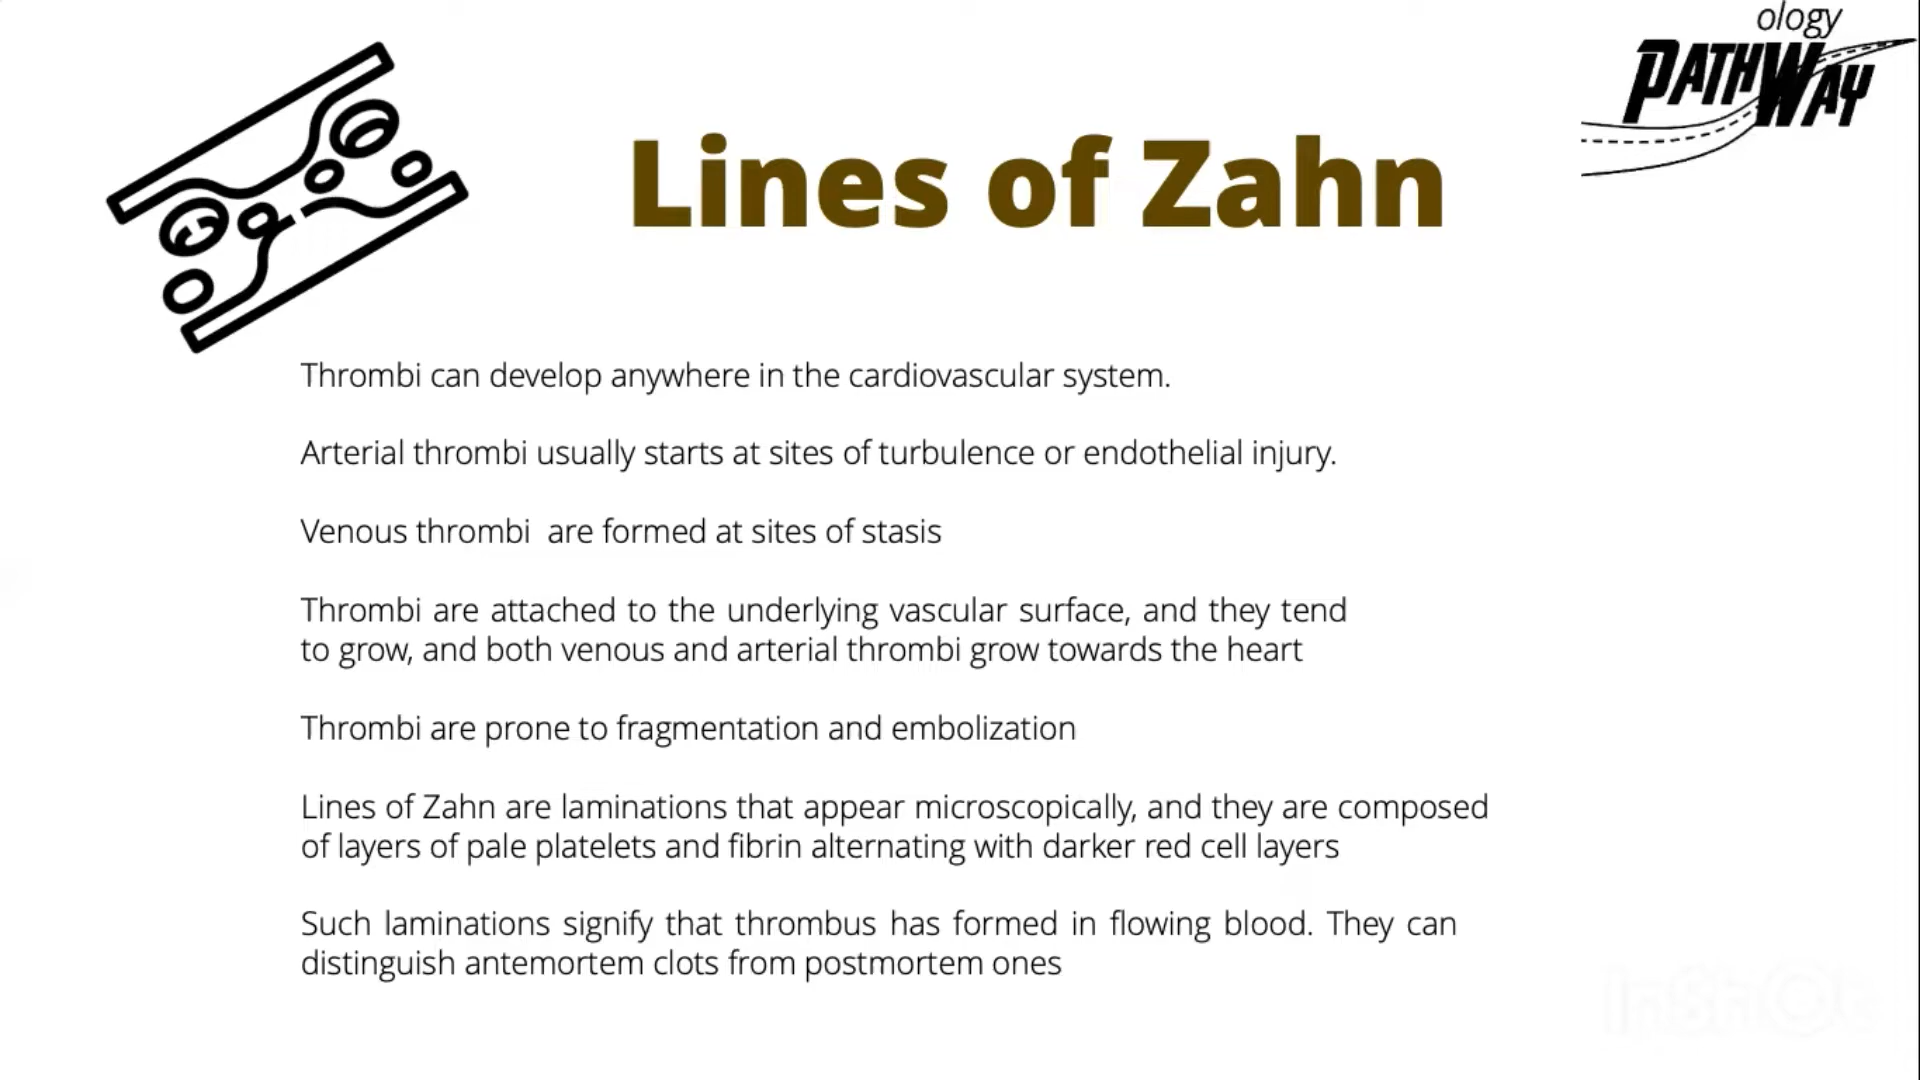 ology
PATHWAY
Lines of Zahn
Thrombi can develop anywhere in the cardiovascular system.
Arterial thrombi usually starts at sites of turbulence or endothelial injury.
Venous thrombi  are formed at sites of stasis
Thrombi are attached to the underlying vascular surface, and they tend
to grow, and both venous and arterial thrombi grow towards the heart
Thrombi are prone to fragmentation and embolization
Lines of Zahn are laminations that appear microscopically, and they are composed
of layers of pale platelets and fibrin alternating with darker red cell layers
Such laminations signify that thrombus has formed in flowing blood. They can
distinguish antemortem clots from postmortem ones
InShOt